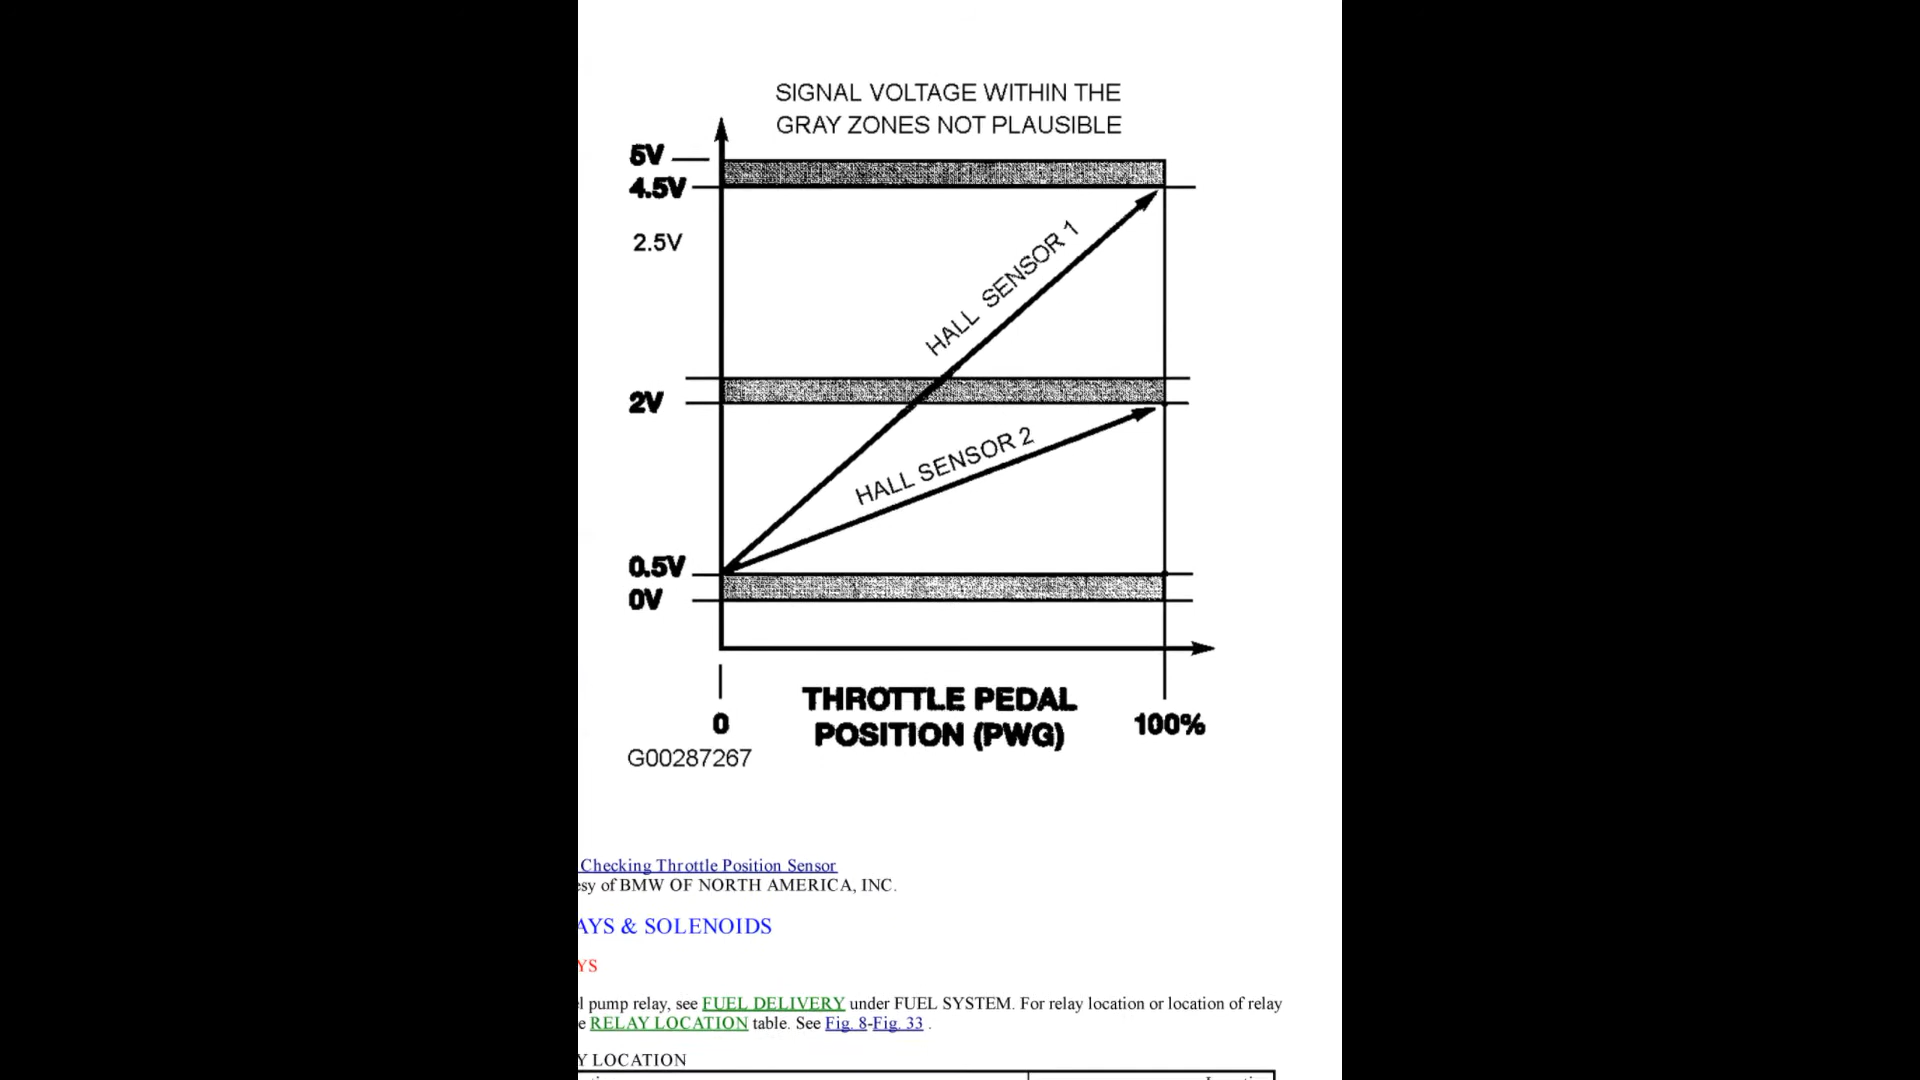 SIGNAL VOLTAGE WITHIN THE
GRAY ZONES NOT PLAUSIBLE
5V
4.5V
2.5V
HALL SENSOR 1
2V
HALL SENSOR 2
0.5V
0V
THROTTLE PEDAL
POSITION (PWG)
0
100%
G00287267
Checking Throttle Position Sensor
esy of BMW OF NORTH AMERICA, INC.
AYS & SOLENOIDS
YS
l pump relay, see FUEL DELIVERY under FUEL SYSTEM. For relay location or location of relay
e RELAY LOCATION table. See Fig. 8-Fig. 33 .
Y LOCATION